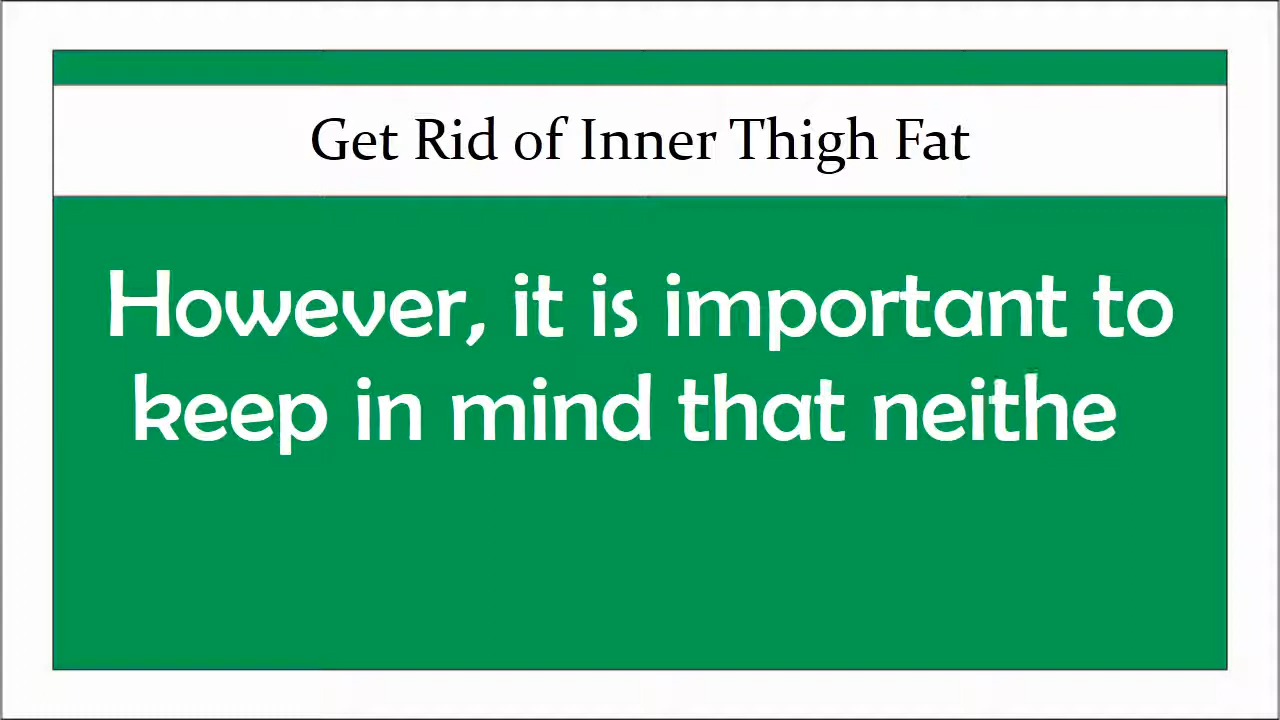 Get Rid of Inner Thigh Fat
However, it is important to
keep in mind that neithe